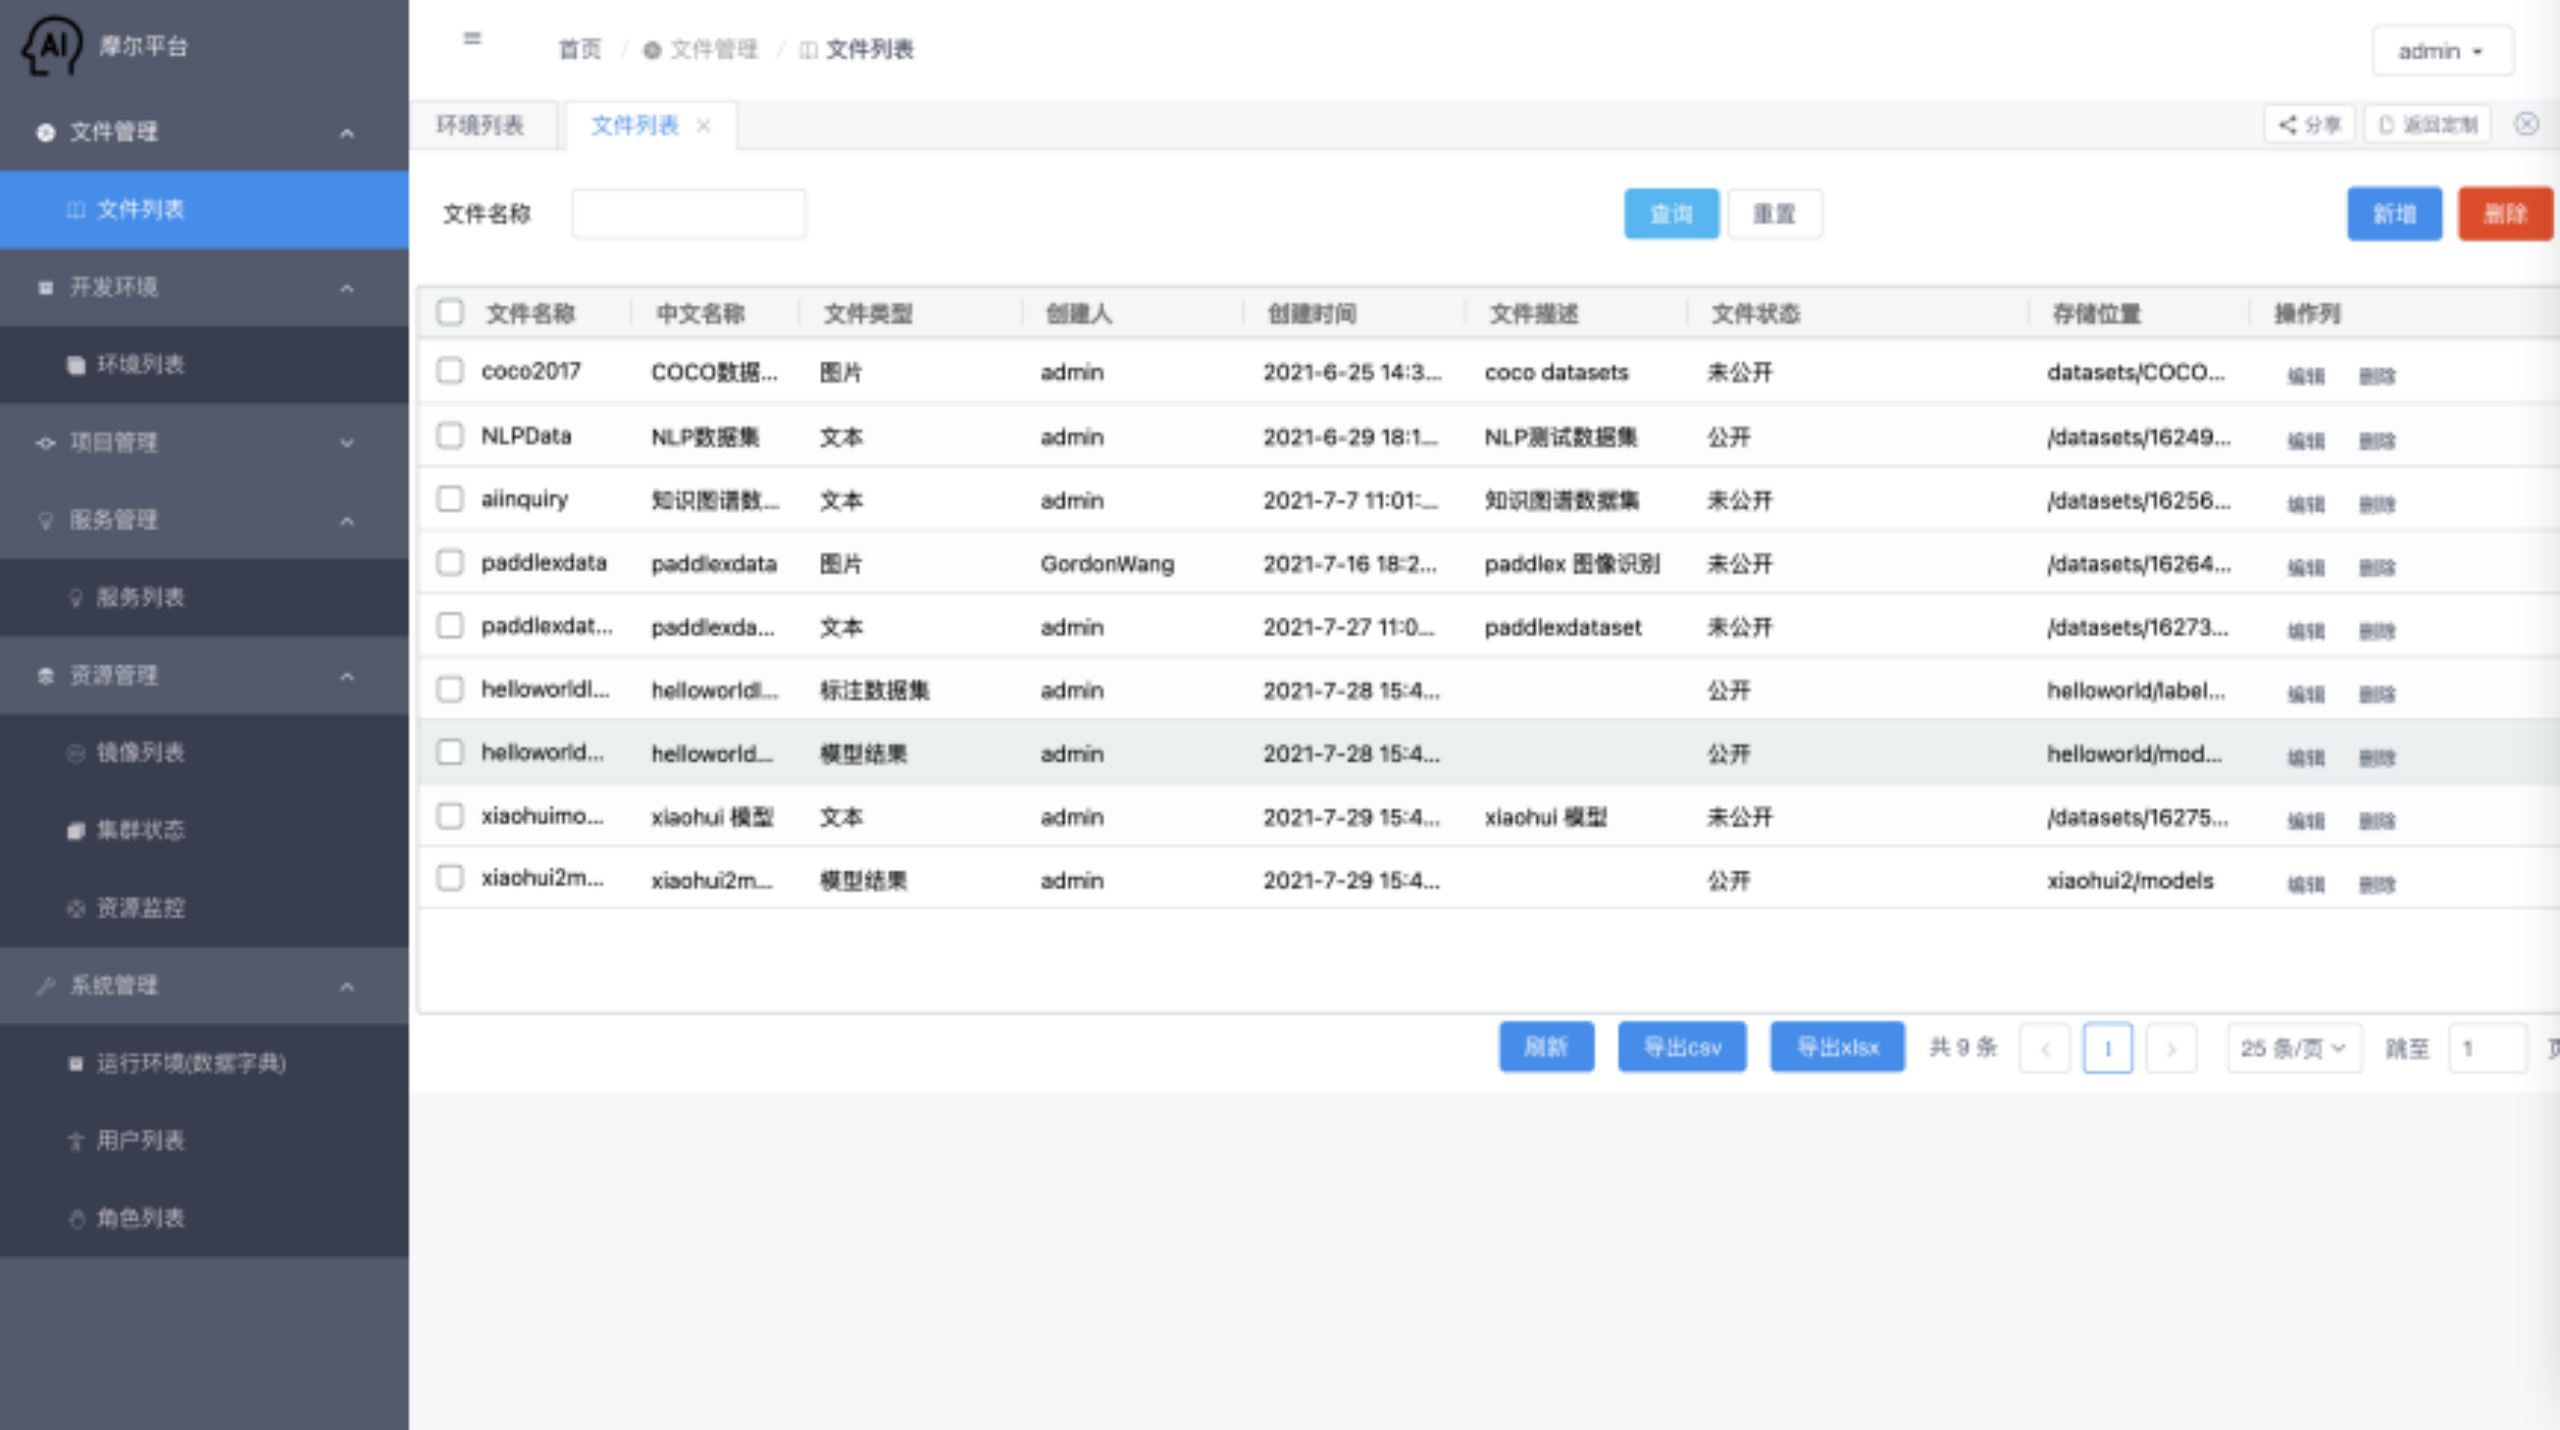 AI 摩尔平台
首页 / 文件管理 / 文件列表
admin
文件管理
文件列表
开发环境
环境列表
项目管理
服务管理
服务列表
资源管理
镜像列表
集群状态
资源监控
系统管理
运行环境(数据字典)
用户列表
角色列表
环境列表 文件列表 分享 返回定制
文件名称 查询 重置 新增 删除
文件名称 中文名称 文件类型 创建人 创建时间 文件描述 文件状态 存储位置 操作列
coco2017 COCO数据... 图片 admin 2021-6-25 14:3... coco datasets 未公开 datasets/COCO... 编辑 删除
NLPData NLP数据集 文本 admin 2021-6-29 18:1... NLP测试数据集 公开 /datasets/16249... 编辑 删除
aiinquiry 知识图谱数... 文本 admin 2021-7-7 11:01:... 知识图谱数据集 未公开 /datasets/16256... 编辑 删除
paddlexdata paddlexdata 图片 GordonWang 2021-7-16 18:2... paddlex 图像识别 未公开 /datasets/16264... 编辑 删除
paddlexdat... paddlexda... 文本 admin 2021-7-27 11:0... paddlexdataset 未公开 /datasets/16273... 编辑 删除
helloworldl... helloworldl... 标注数据集 admin 2021-7-28 15:4... 公开 helloworld/label... 编辑 删除
helloworld... helloworld... 模型结果 admin 2021-7-28 15:4... 公开 helloworld/mod... 编辑 删除
xiaohuimo... xiaohui 模型 文本 admin 2021-7-29 15:4... xiaohui 模型 未公开 /datasets/16275... 编辑 删除
xiaohui2m... xiaohui2m... 模型结果 admin 2021-7-29 15:4... 公开 xiaohui2/models 编辑 删除
刷新 导出csv 导出xlsx 共 9 条 < 1 > 25 条/页 跳至 1